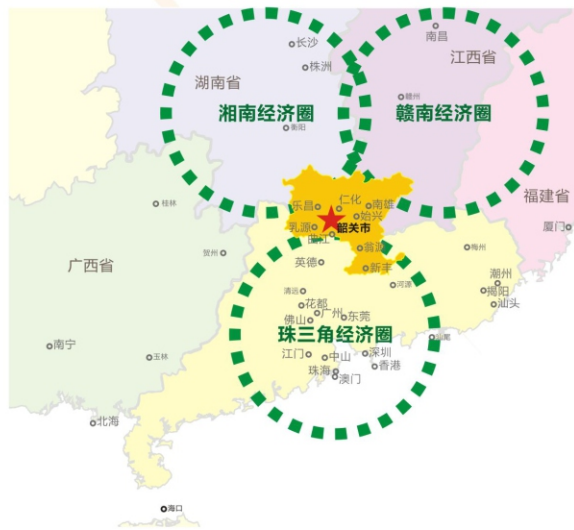 南昌
长沙
江西省
株洲
湖南省
赣州
湘南经济圈
赣南经济圈
衡阳
福建省
仁化
南雄
乐昌
桂林
始兴
乳源
韶关市
厦门
曲江
贺州
翁源
梅州
广西省
英德
新丰
潮州
清远
河源
揭阳
花都
汕头
广州
佛山
东莞
珠三角经济圈
南宁
江门
中山
深圳
玉林
珠海
香港
澳门
北海
海口